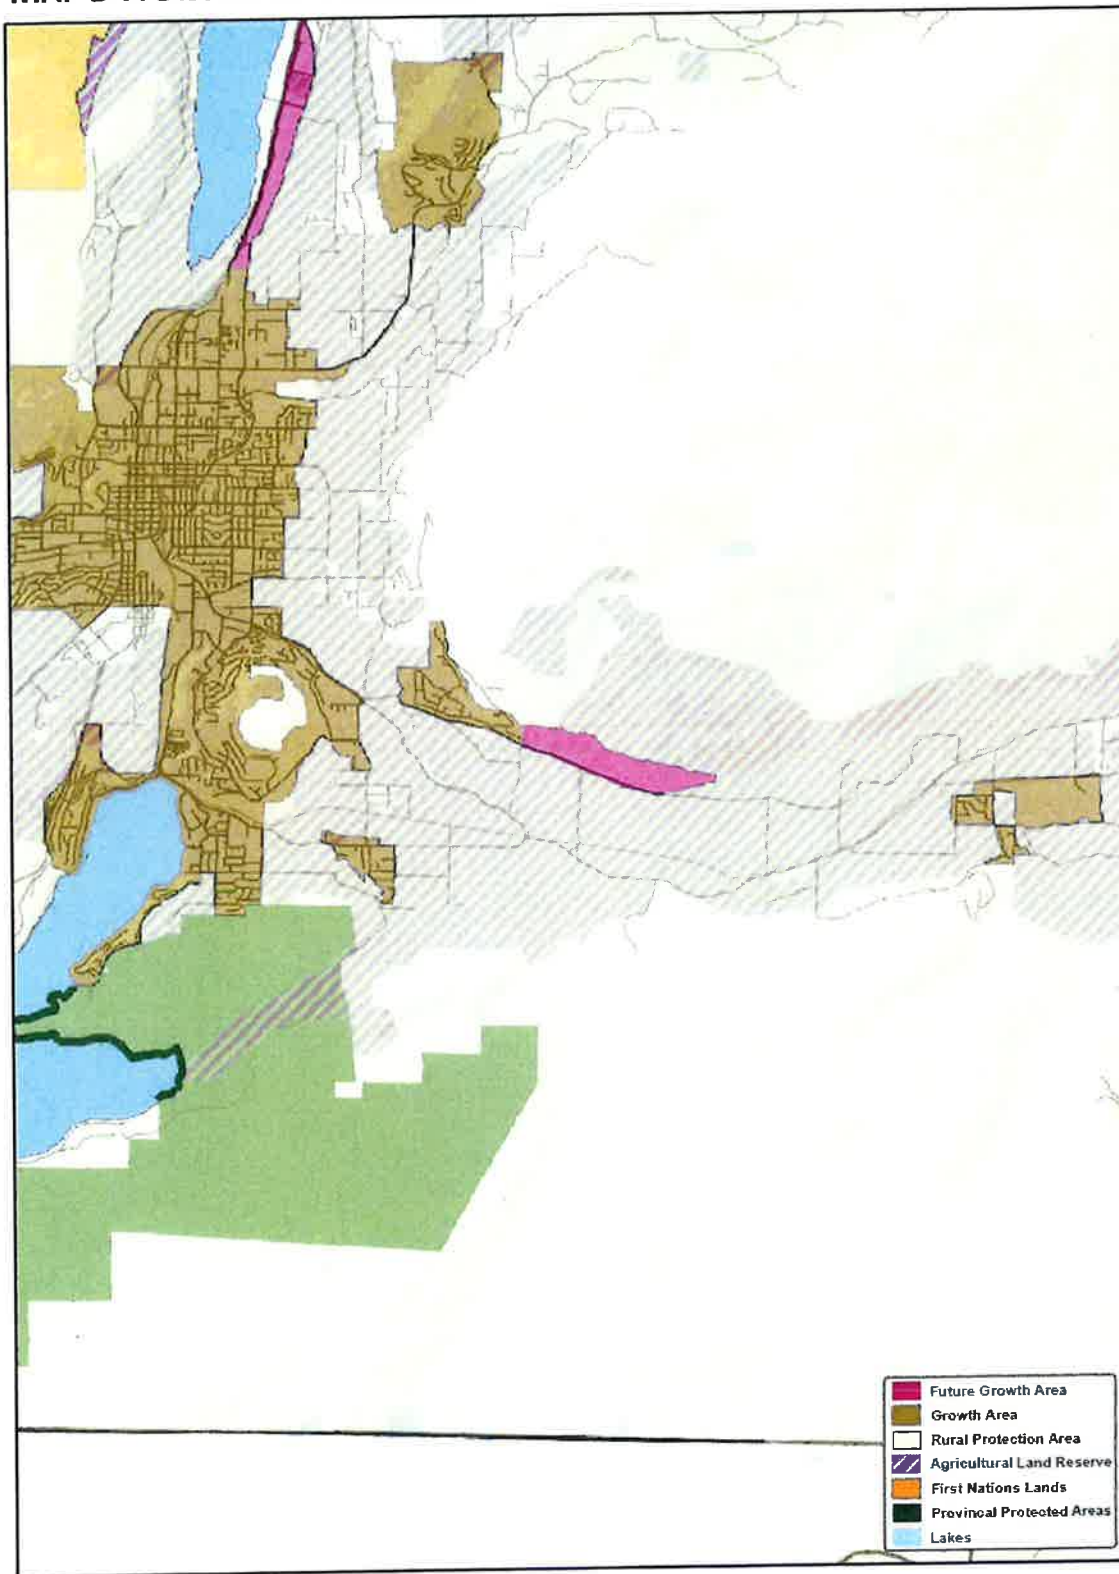 Future Growth Area
Growth Area
Rural Protection Area
Agricultural Land Reserve
First Nations Lands
Provincal Protected Areas
Lakes